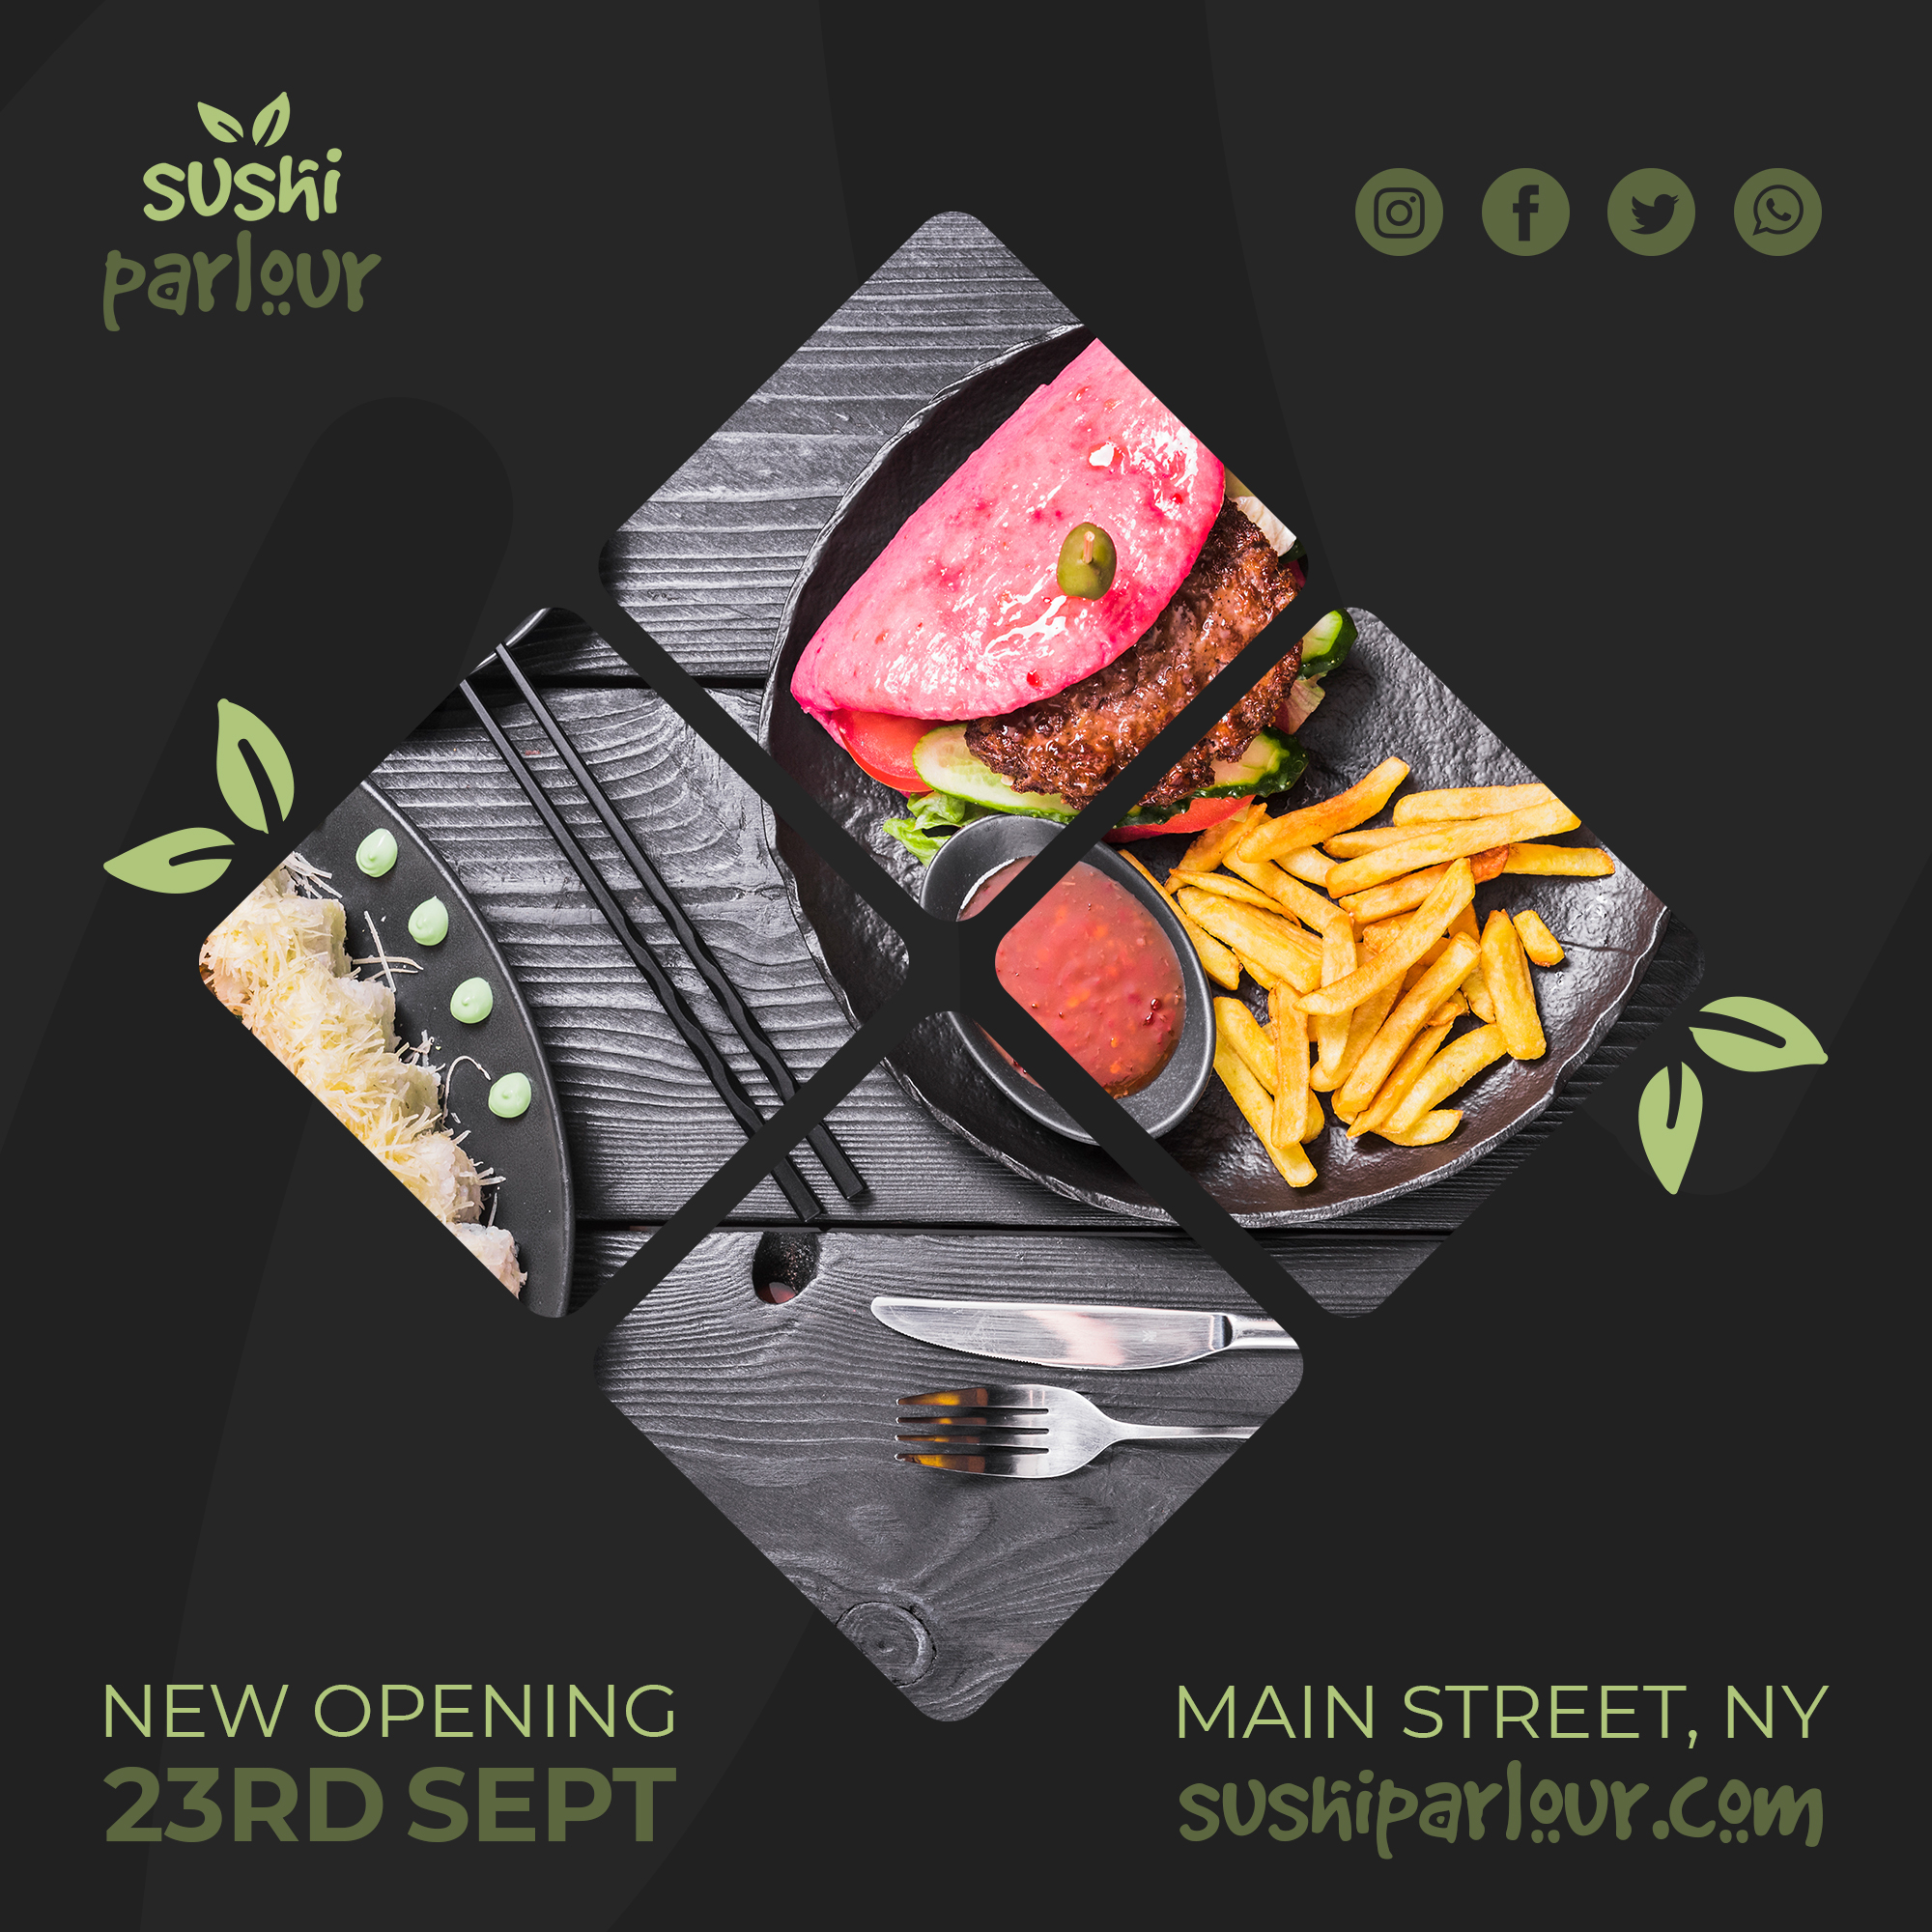 sushi
parlour
NEW OPENING
23RD SEPT
MAIN STREET, NY
sushiparlour.com